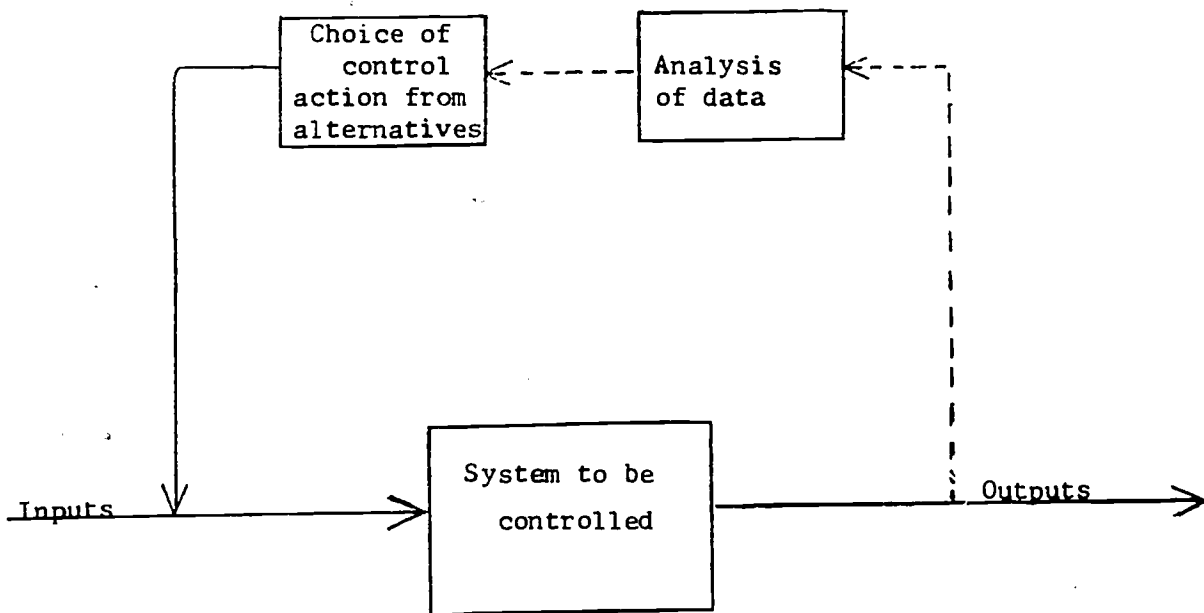 Choice of
control
action from
alternatives
Analysis
of data
System to be
controlled
Inputs
Outputs